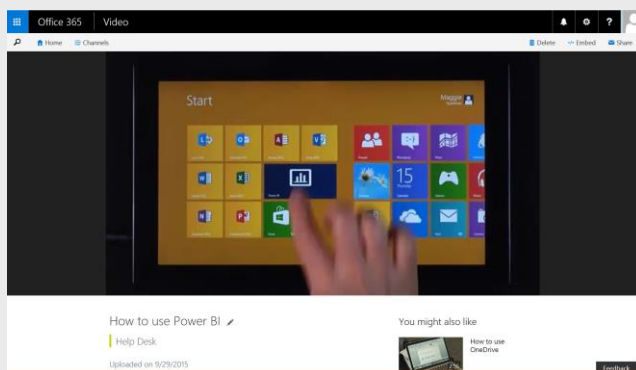 Office 365 Video
?
Home Channels
Delete Embed Share
Start
Maggie
15
How to use Power BI
Help Desk
Uploaded on 9/29/2015
You might also like
How to use
OneDrive
Feedback